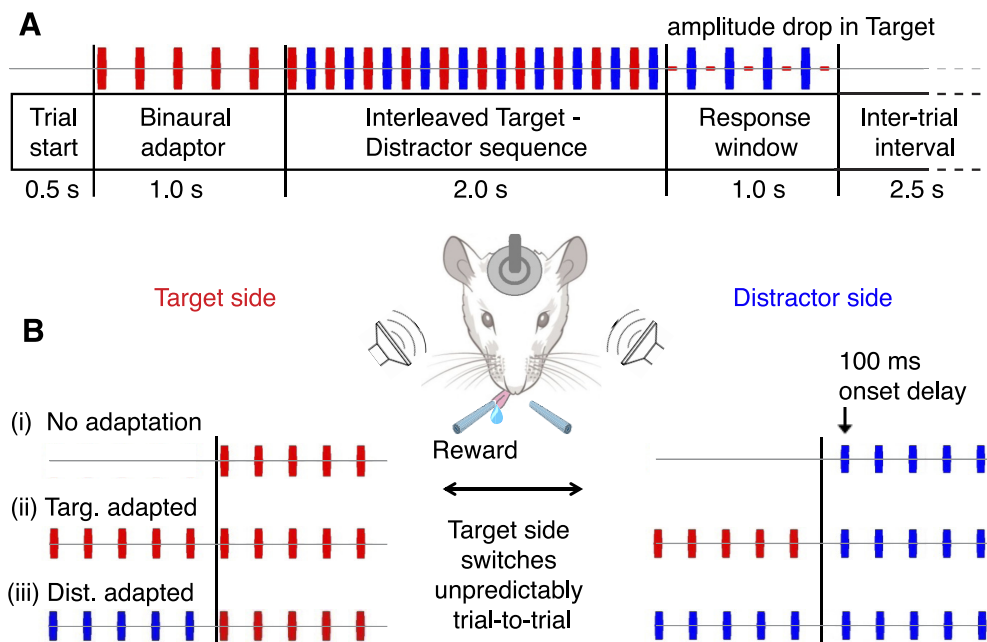 A
amplitude drop in Target
Trial
start
Binaural
adaptor
Interleaved Target -
Distractor sequence
Response
window
Inter-trial
interval
0.5 s
1.0 s
2.0 s
1.0 s
2.5 s
Target side
Distractor side
B
100 ms
onset delay
(i) No adaptation
Reward
(ii) Targ. adapted
Target side
switches
unpredictably
trial-to-trial
(iii) Dist. adapted